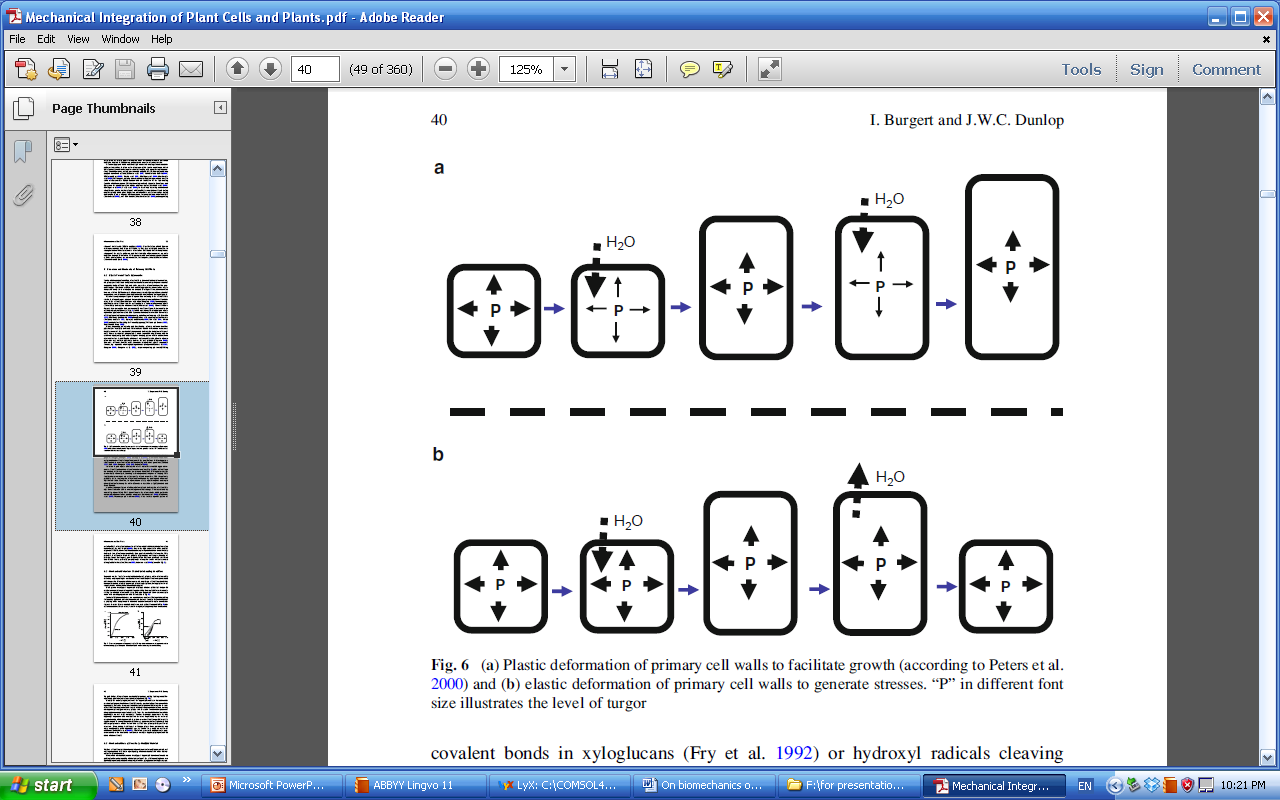 Mechanical Integration of Plant Cells and Plants.pdf - Adobe Reader
File Edit View Window Help
40 (49 of 360) 125% Tools Sign Comment
Page Thumbnails
38
39
40
41
40 I. Burgert and J.W.C. Dunlop
a
H2O H2O
P P P P P
b
H2O H2O
P P P P P
Fig. 6 (a) Plastic deformation of primary cell walls to facilitate growth (according to Peters et al.
2000) and (b) elastic deformation of primary cell walls to generate stresses. “P” in different font
size illustrates the level of turgor
covalent bonds in xyloglucans (Fry et al. 1992) or hydroxyl radicals cleaving
start Microsoft PowerP... ABBYY Lingvo 11 LyX: C:\COMSOL4... On biomechanics o... F:\for presentatio... Mechanical Integr... EN 10:21 PM